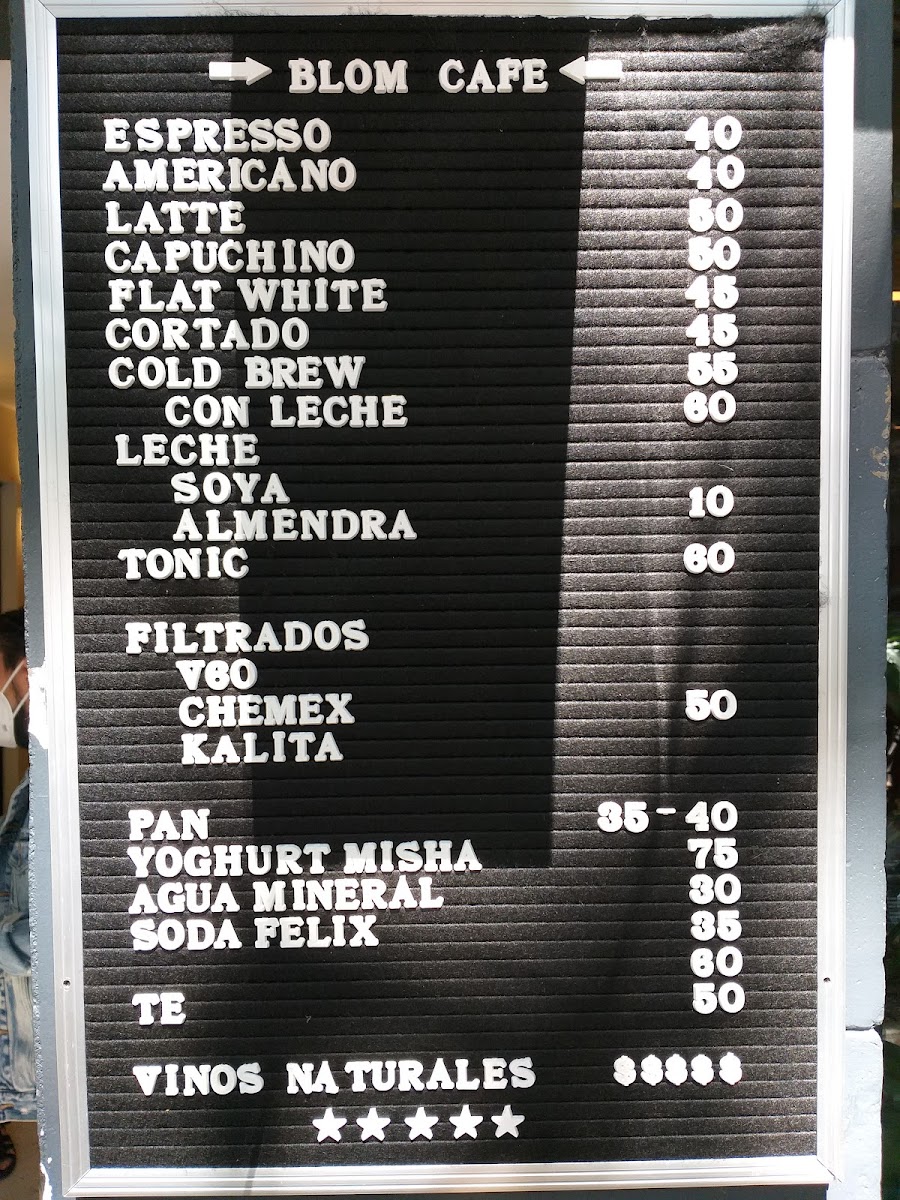 BLOM CAFE
ESPRESSO 40
AMERICANO 40
LATTE 50
CAPUCHINO 50
FLAT WHITE 45
CORTADO 45
COLD BREW 55
CON LECHE 60
LECHE
SOYA 10
ALMENDRA
TONIC 60
FILTRADOS
V60
CHEMEX 50
KALITA
PAN 35-40
YOGHURT MISHA 75
AGUA MINERAL 30
SODA FELIX 35
60
TE 50
VINOS NATURALES $$$$$